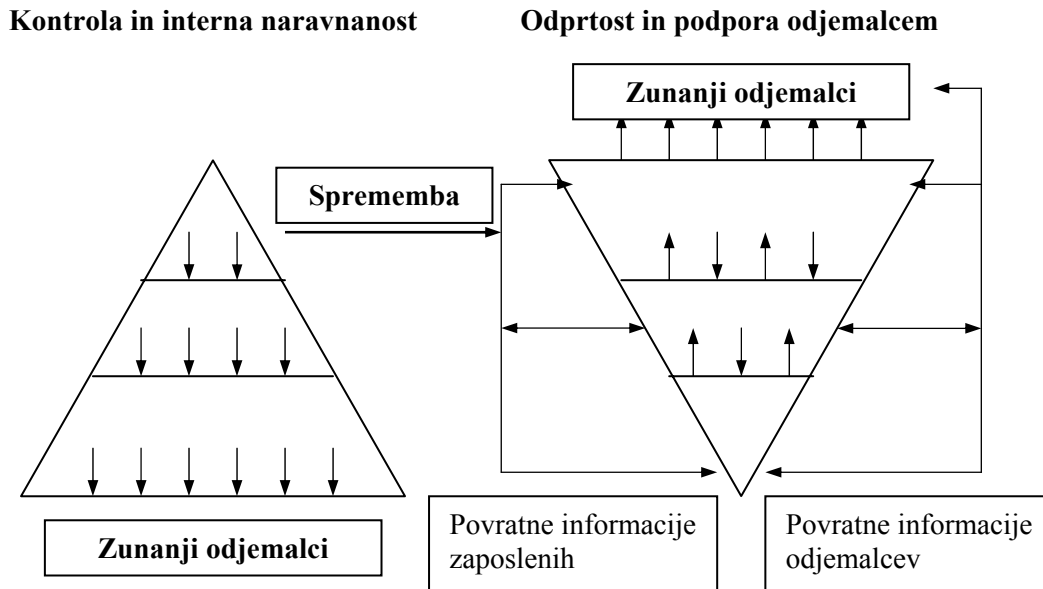 Kontrola in interna naravnanost
Odprtost in podpora odjemalcem
Zunanji odjemalci
Sprememba
Zunanji odjemalci
Povratne informacije
zaposlenih
Povratne informacije
odjemalcev